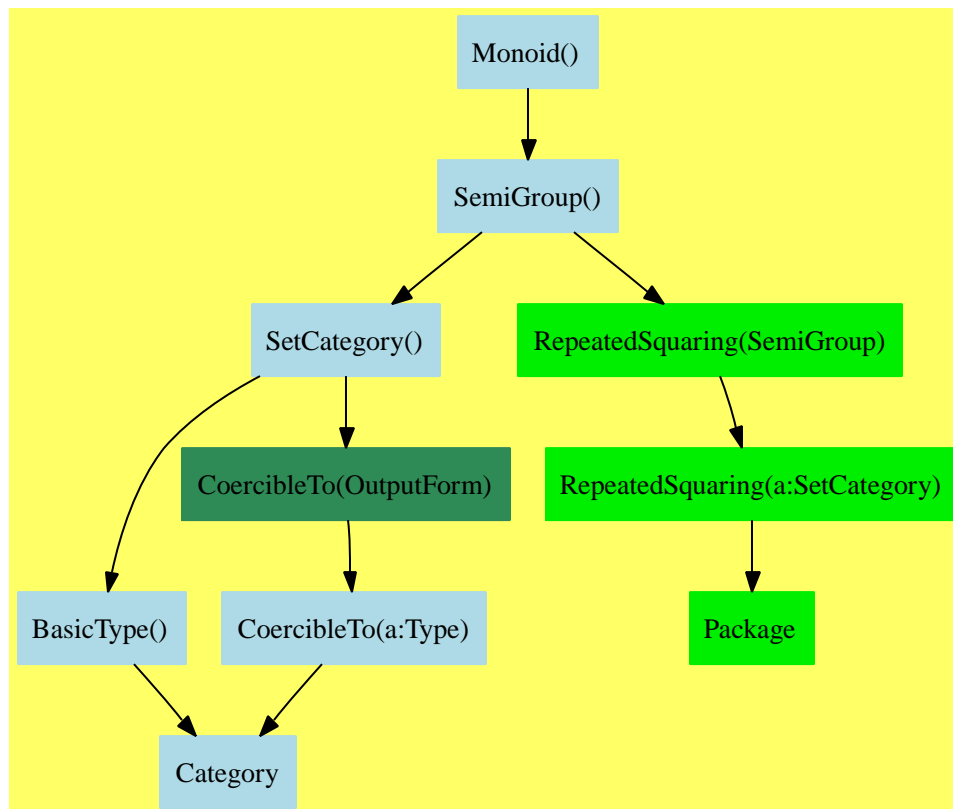 Monoid()
SemiGroup()
SetCategory()
RepeatedSquaring(SemiGroup)
CoercibleTo(OutputForm)
RepeatedSquaring(a:SetCategory)
BasicType()
CoercibleTo(a:Type)
Package
Category